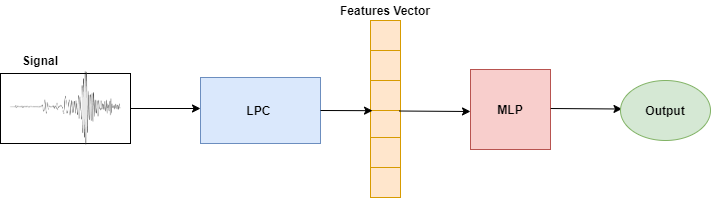 Features Vector
Signal
LPC
MLP
Output